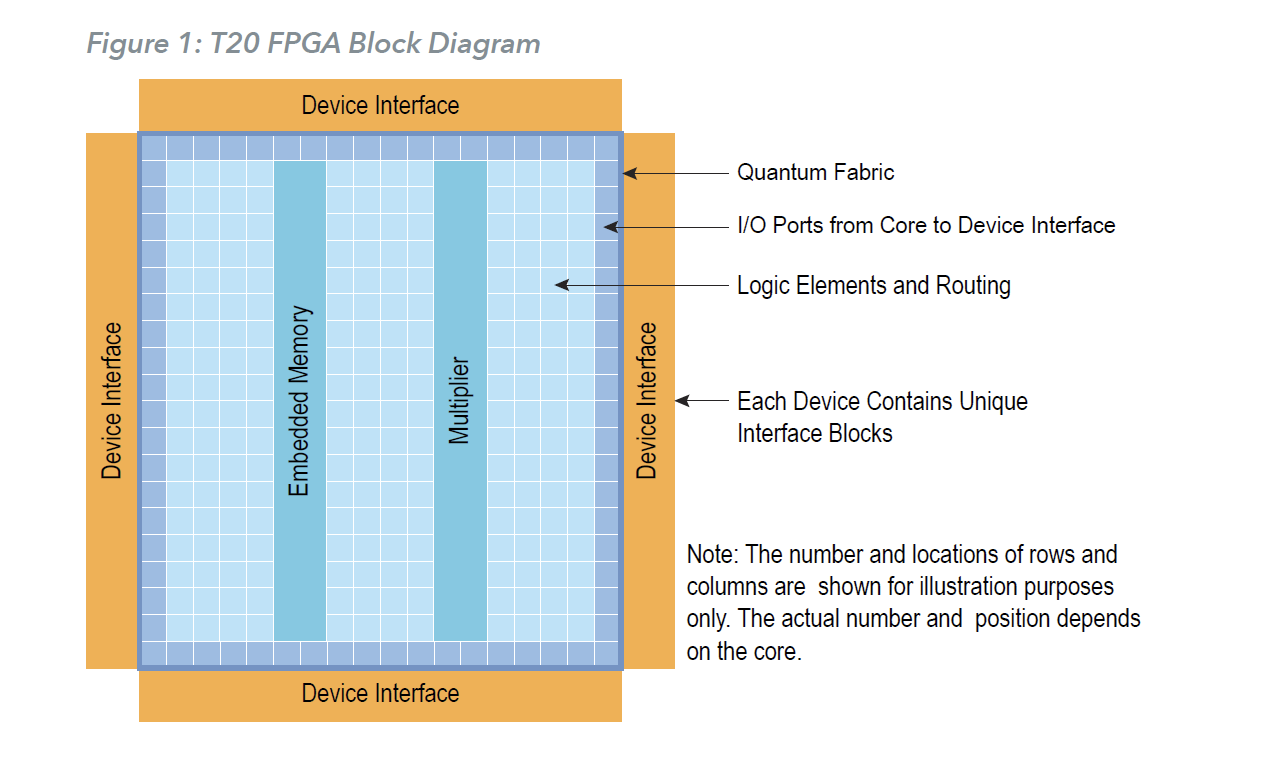 Figure 1: T20 FPGA Block Diagram
Device Interface
Quantum Fabric
I/O Ports from Core to Device Interface
Logic Elements and Routing
Device Interface
Embedded Memory
Multiplier
Device Interface
Each Device Contains Unique
Interface Blocks
Note: The number and locations of rows and
columns are  shown for illustration purposes
only. The actual number and  position depends
on the core.
Device Interface